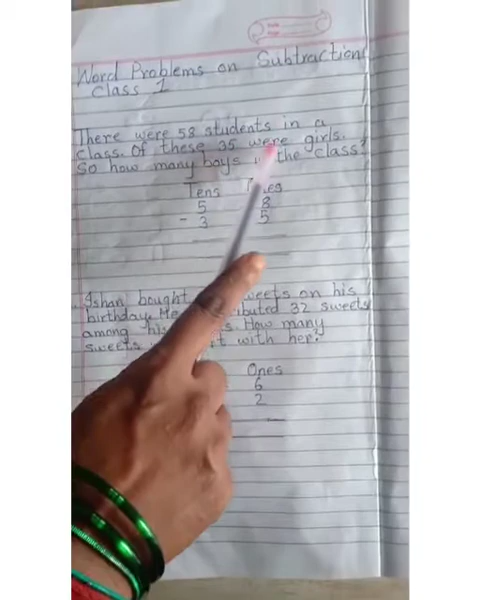 Word Problems on Subtraction
Class 1
There were 58 students in a
class. Of these 35 were girls.
So how many boys the class?
Tens
5 8
- 3 5
Ishan bought on his
birthday. He 32 sweets
among his How many
sweets with her?
Ones
6
2